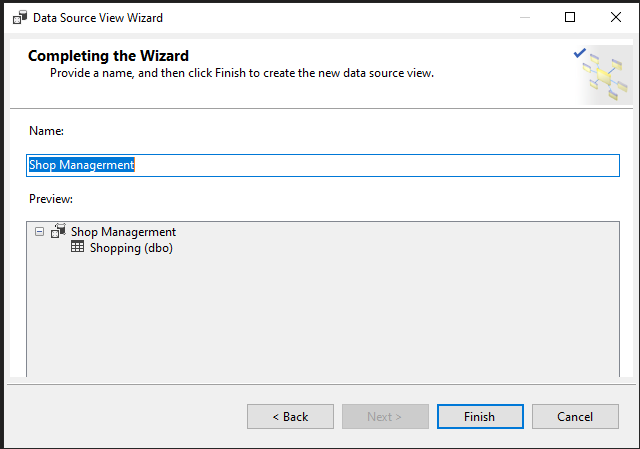 Data Source View Wizard
Completing the Wizard
Provide a name, and then click Finish to create the new data source view.
Name:
Shop Managerment
Preview:
Shop Managerment
Shopping (dbo)
< Back
Next >
Finish
Cancel